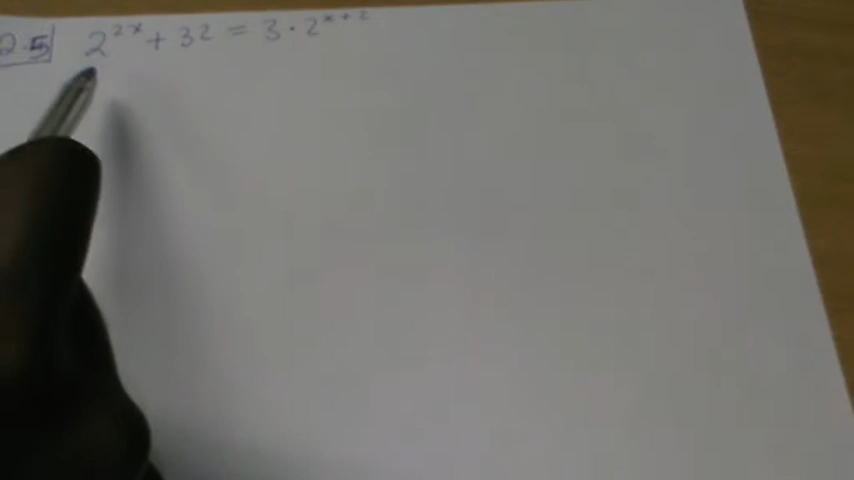 2.5 2^{2x} + 32 = 3 · 2^{x+2}